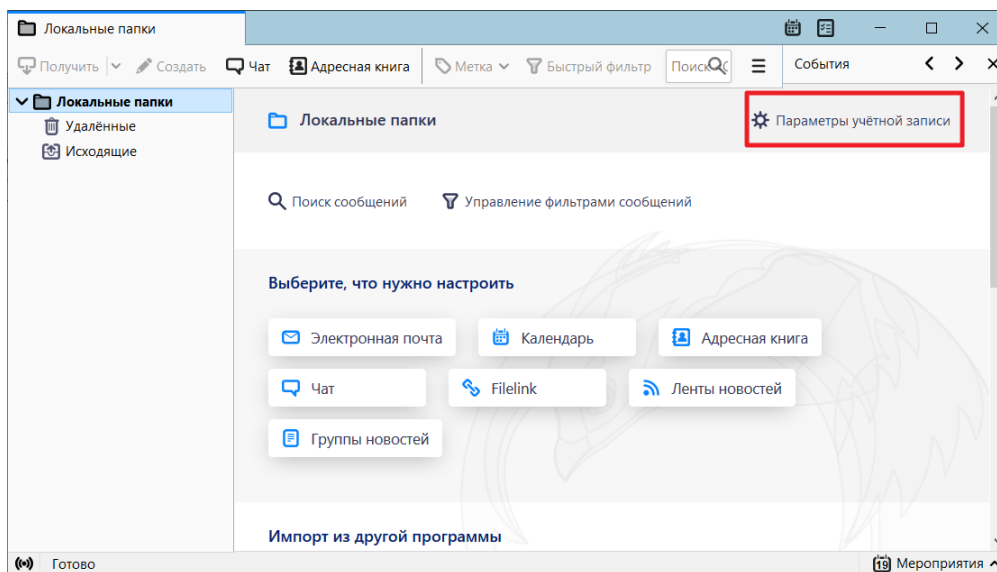 Локальные папки
Получить Создать Чат Адресная книга Метка Быстрый фильтр Поиск События
Локальные папки
Удалённые
Исходящие
Локальные папки Параметры учётной записи
Поиск сообщений Управление фильтрами сообщений
Выберите, что нужно настроить
Электронная почта Календарь Адресная книга
Чат Filelink Ленты новостей
Группы новостей
Импорт из другой программы
Готово 19 Мероприятия